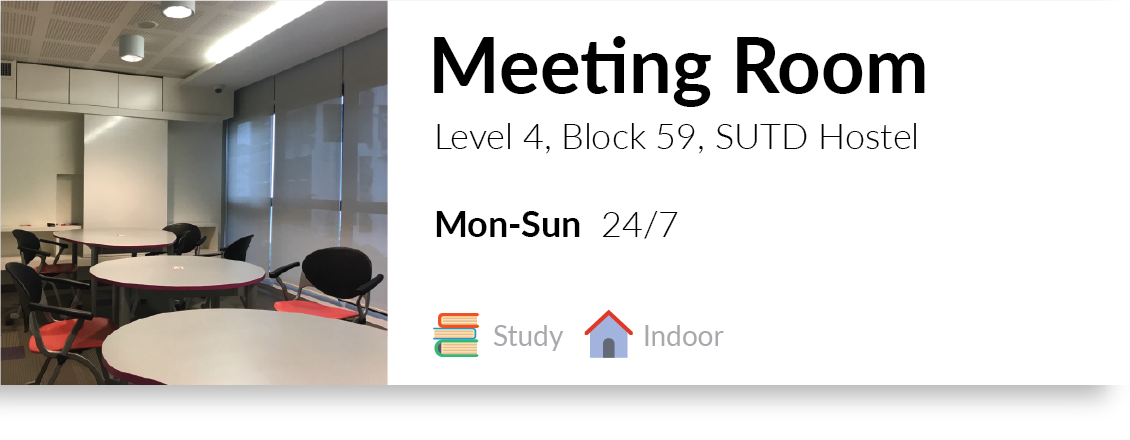 Meeting Room
Level 4, Block 59, SUTD Hostel
Mon-Sun 24/7
Study Indoor